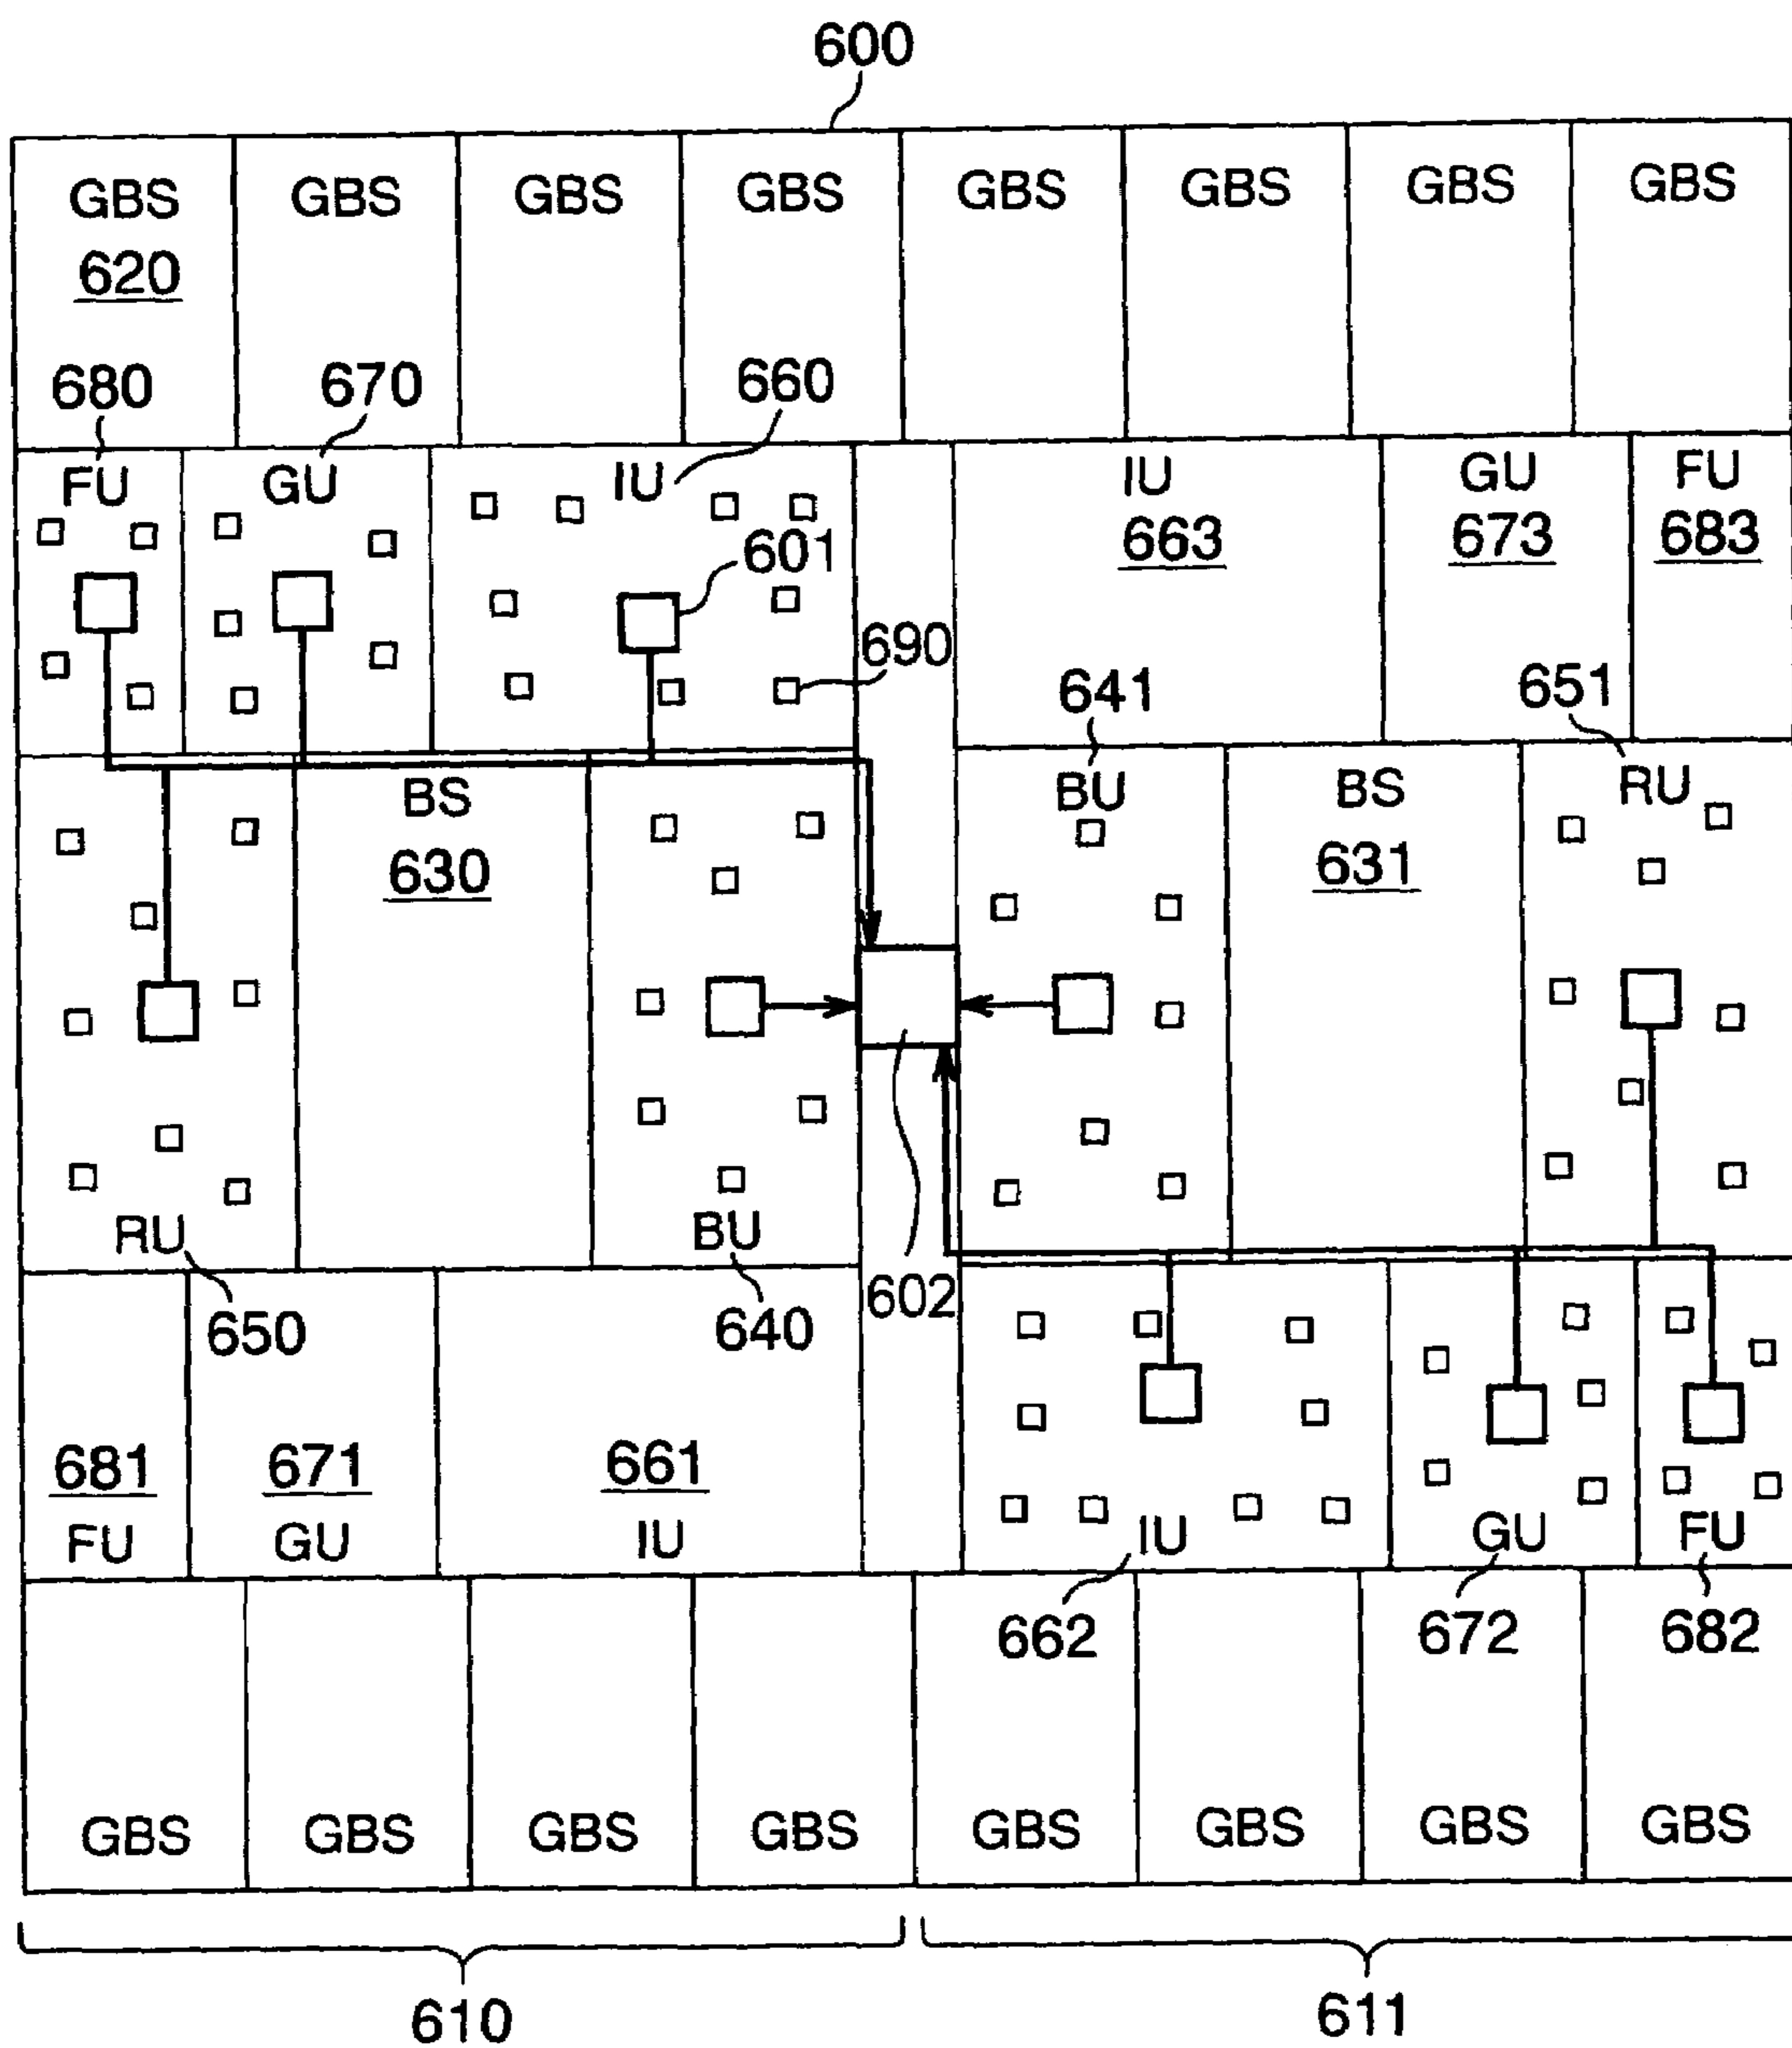 600
GBS GBS GBS GBS GBS GBS GBS GBS
620
680 670 660
FU GU IU IU GU FU
601 663 673 683
690
641 651
BS BU BS RU
630 631
RU BU
650 640 602
681 671 661
FU GU IU IU GU FU
662 672 682
GBS GBS GBS GBS GBS GBS GBS GBS
610 611